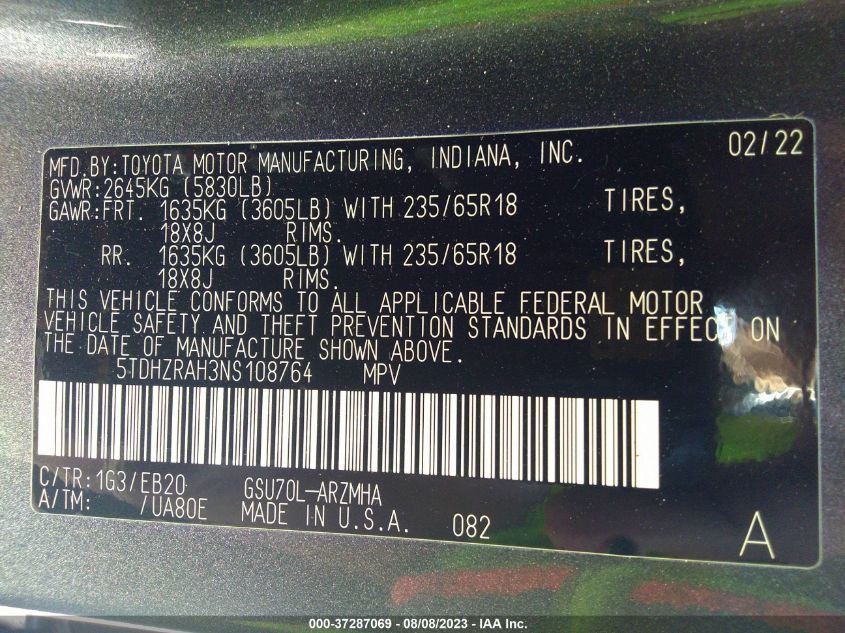 MFD.BY:TOYOTA MOTOR MANUFACTURING, INDIANA, INC. 02/22
GVWR:2645KG (5830LB)
GAWR:FRT. 1635KG (3605LB) WITH 235/65R18 TIRES,
18X8J RIMS.
RR. 1635KG (3605LB) WITH 235/65R18 TIRES,
18X8J RIMS.
THIS VEHICLE CONFORMS TO ALL APPLICABLE FEDERAL MOTOR
VEHICLE SAFETY AND THEFT PREVENTION STANDARDS IN EFFECT ON
THE DATE OF MANUFACTURE SHOWN ABOVE.
5TDHZRAH3NS108764 MPV
C/TR:1G3/EB20 GSU70L-ARZMHA
A/TM: /UA80E MADE IN U.S.A. 082 A
000-37287069 - 08/08/2023 - IAA Inc.